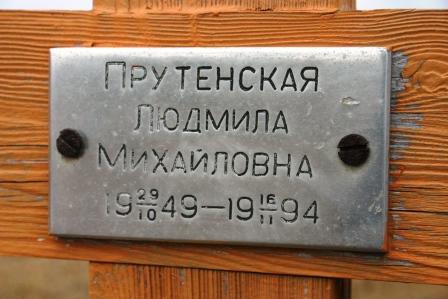 ПРУТЕНСКАЯ
ЛЮДМИЛА
МИХАЙЛОВНА
19 29/10 49—19 16/11 94